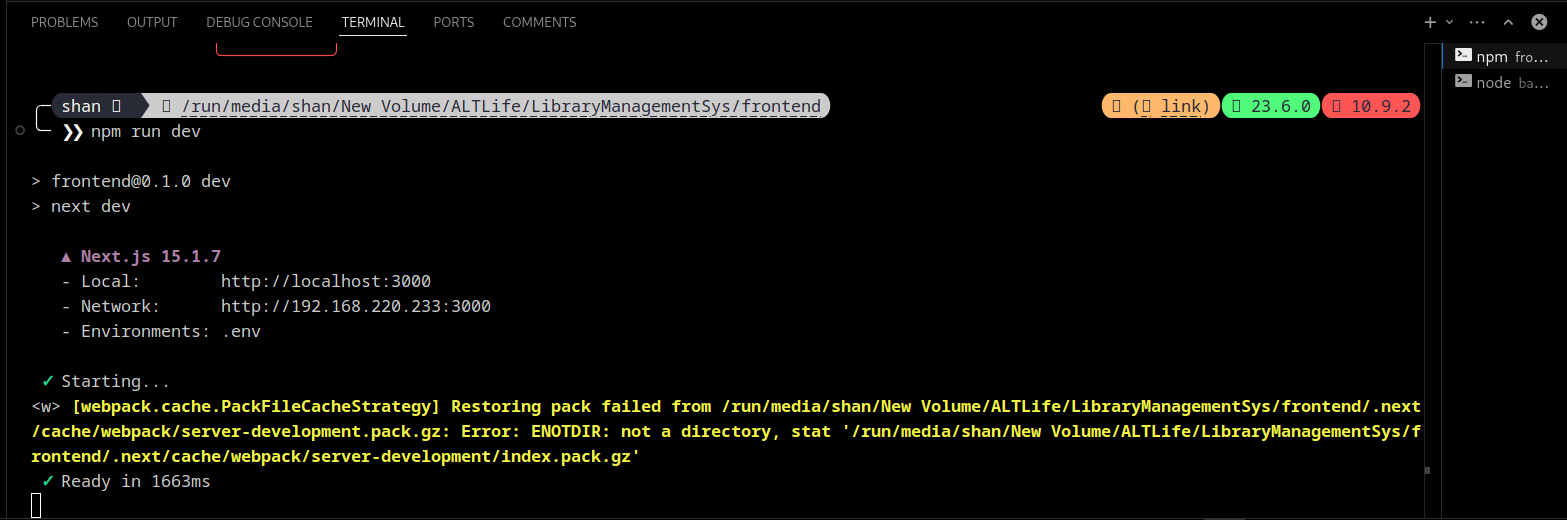 PROBLEMS OUTPUT DEBUG CONSOLE TERMINAL PORTS COMMENTS
npm fro...
node ba...
shan /run/media/shan/New Volume/ALTLife/LibraryManagementSys/frontend ( link) 23.6.0 10.9.2
❯❯ npm run dev
> frontend@0.1.0 dev
> next dev
▲ Next.js 15.1.7
- Local: http://localhost:3000
- Network: http://192.168.220.233:3000
- Environments: .env
✓ Starting...
<w> [webpack.cache.PackFileCacheStrategy] Restoring pack failed from /run/media/shan/New Volume/ALTLife/LibraryManagementSys/frontend/.next
/cache/webpack/server-development.pack.gz: Error: ENOTDIR: not a directory, stat '/run/media/shan/New Volume/ALTLife/LibraryManagementSys/f
rontend/.next/cache/webpack/server-development/index.pack.gz'
✓ Ready in 1663ms